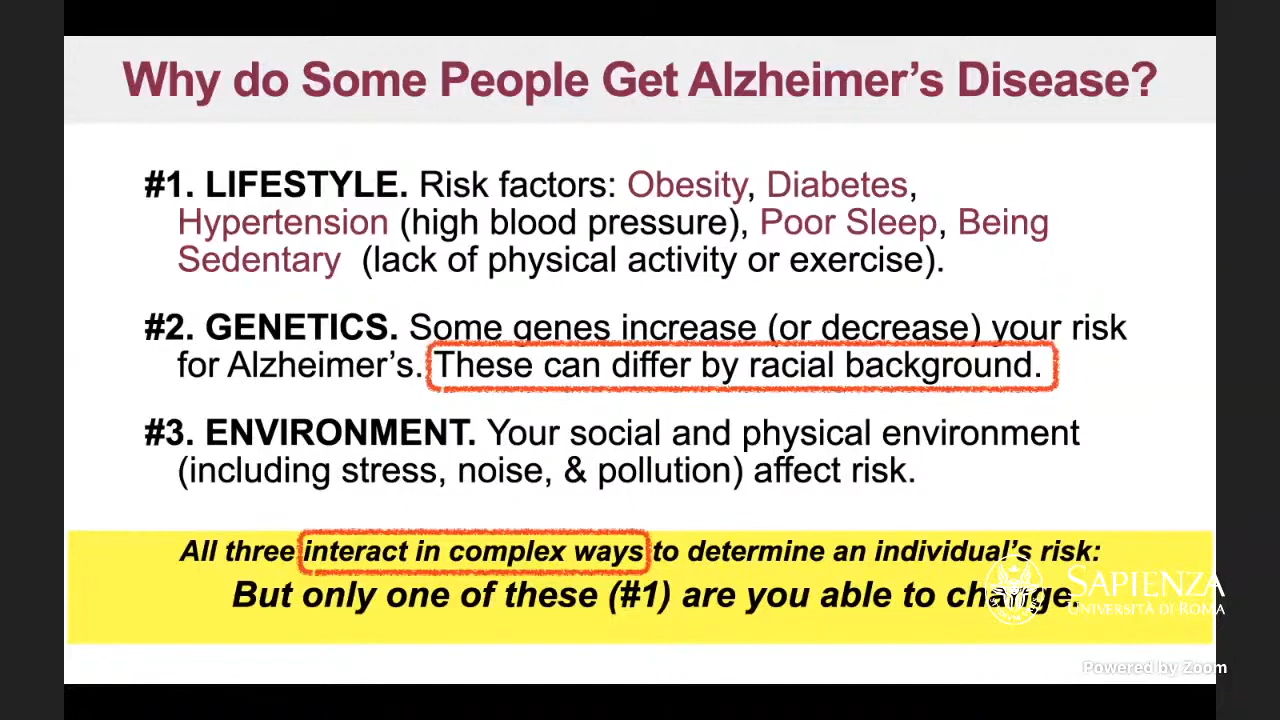 Why do Some People Get Alzheimer’s Disease?
#1. LIFESTYLE. Risk factors: Obesity, Diabetes,
Hypertension (high blood pressure), Poor Sleep, Being
Sedentary (lack of physical activity or exercise).
#2. GENETICS. Some genes increase (or decrease) your risk
for Alzheimer’s. These can differ by racial background.
#3. ENVIRONMENT. Your social and physical environment
(including stress, noise, & pollution) affect risk.
All three interact in complex ways to determine an individual’s risk:
But only one of these (#1) are you able to change.
SAPIENZA
UNIVERSITÀ DI ROMA
Powered by Zoom